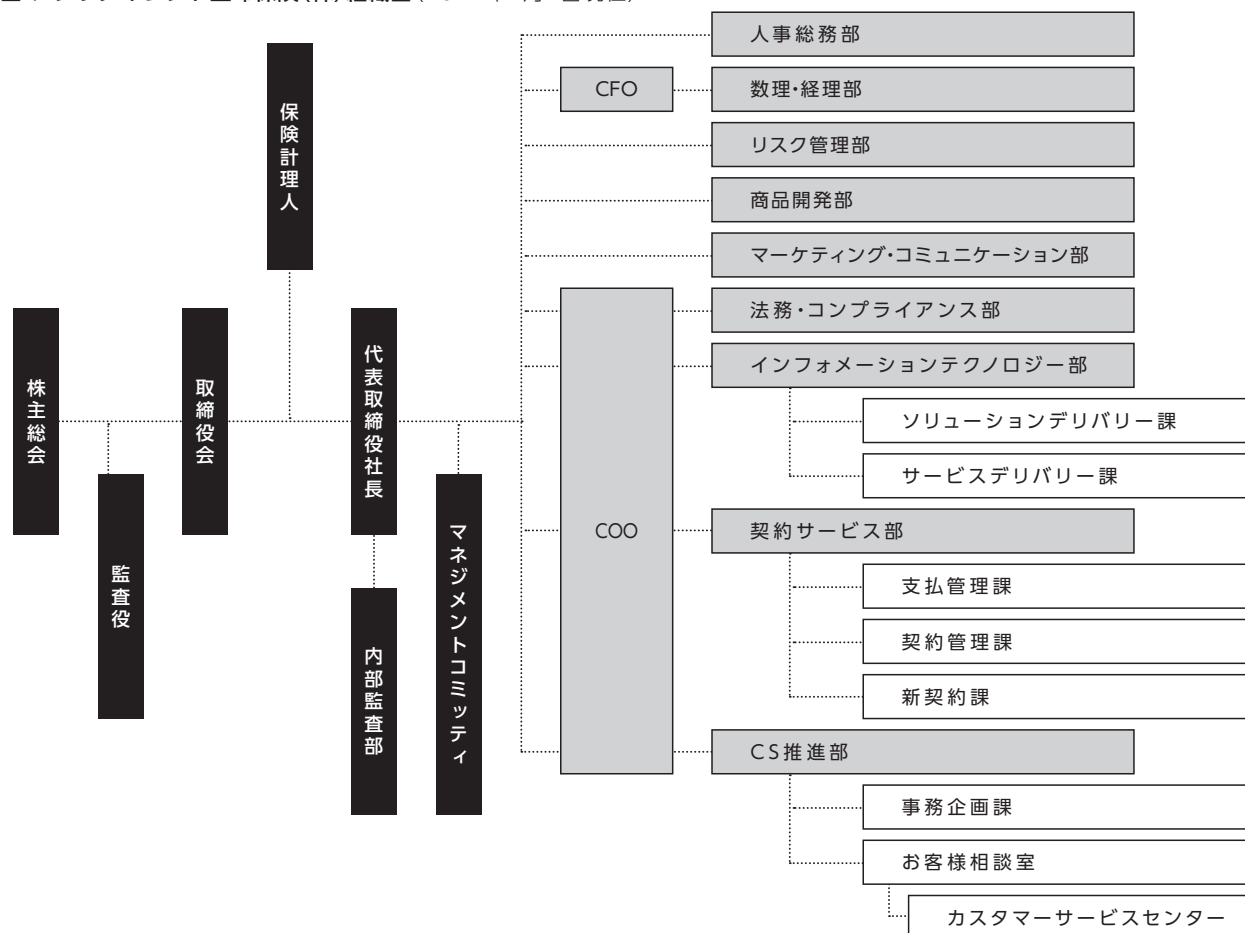 人事総務部
CFO
数理・経理部
保険計理人
リスク管理部
商品開発部
マーケティング・コミュニケーション部
法務・コンプライアンス部
インフォメーションテクノロジー部
ソリューションデリバリー課
サービスデリバリー課
株主総会
取締役会
代表取締役社長
監査役
内部監査部
マネジメントコミッティ
COO
契約サービス部
支払管理課
契約管理課
新契約課
CS推進部
事務企画課
お客様相談室
カスタマーサービスセンター